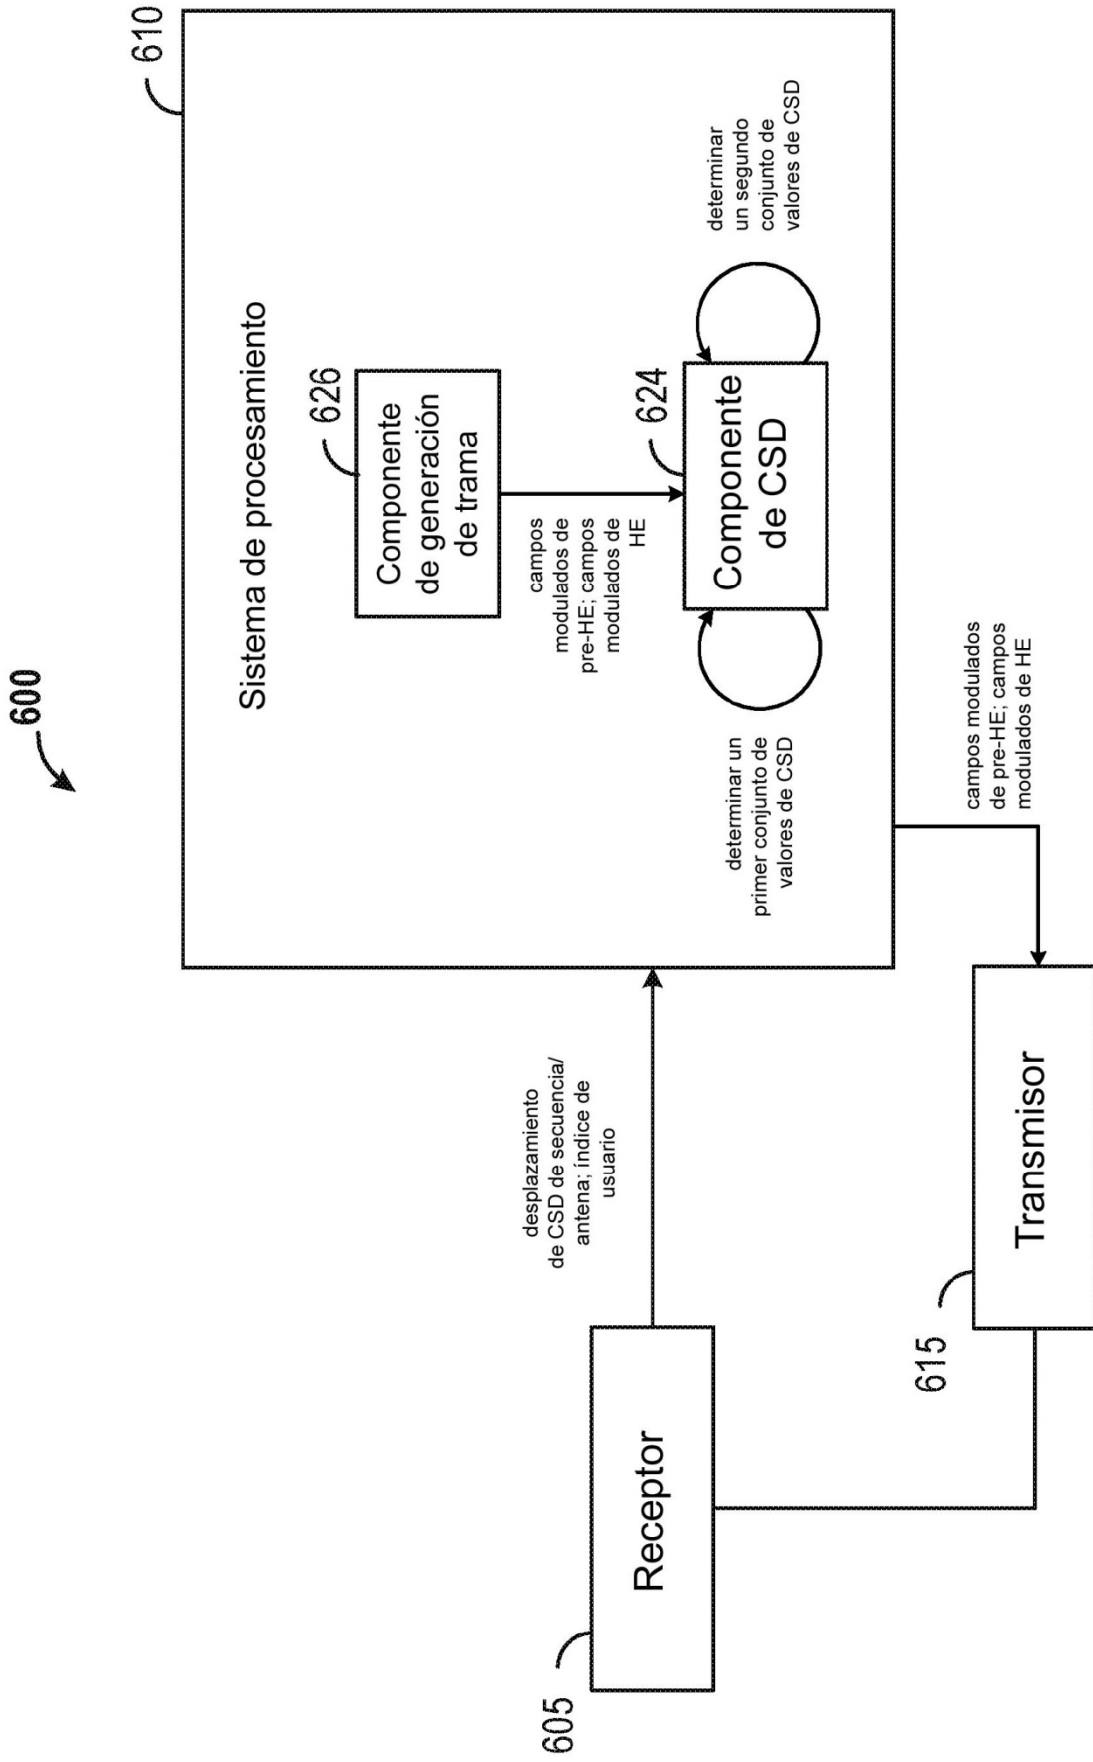 600
610
Sistema de procesamiento
626
Componente
de generación
de trama
campos
modulados de
pre-HE; campos
modulados de
HE
624
Componente
de CSD
determinar un
primer conjunto de
valores de CSD
determinar
un segundo
conjunto de
valores de CSD
desplazamiento
de CSD de secuencia/
antena; índice de
usuario
605
Receptor
campos modulados
de pre-HE; campos
modulados de HE
615
Transmisor